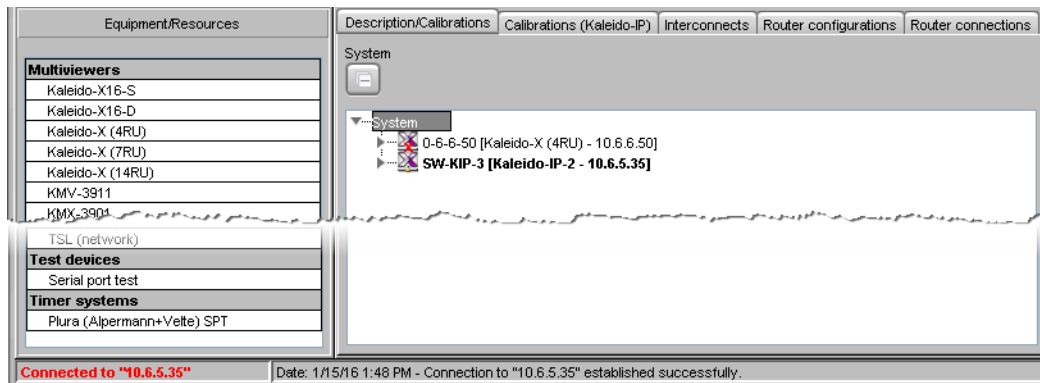 Equipment/Resources
Multiviewers
Kaleido-X16-S
Kaleido-X16-D
Kaleido-X (4RU)
Kaleido-X (7RU)
Kaleido-X (14RU)
KMV-3911
KMX-3901
TSL (network)
Test devices
Serial port test
Timer systems
Plura (Alpermann+Velte) SPT
Description/Calibrations
Calibrations (Kaleido-IP)
Interconnects
Router configurations
Router connections
System
System
0-6-6-50 [Kaleido-X (4RU) - 10.6.6.50]
SW-KIP-3 [Kaleido-IP-2 - 10.6.5.35]
Connected to "10.6.5.35"
Date: 1/15/16 1:48 PM - Connection to "10.6.5.35" established successfully.